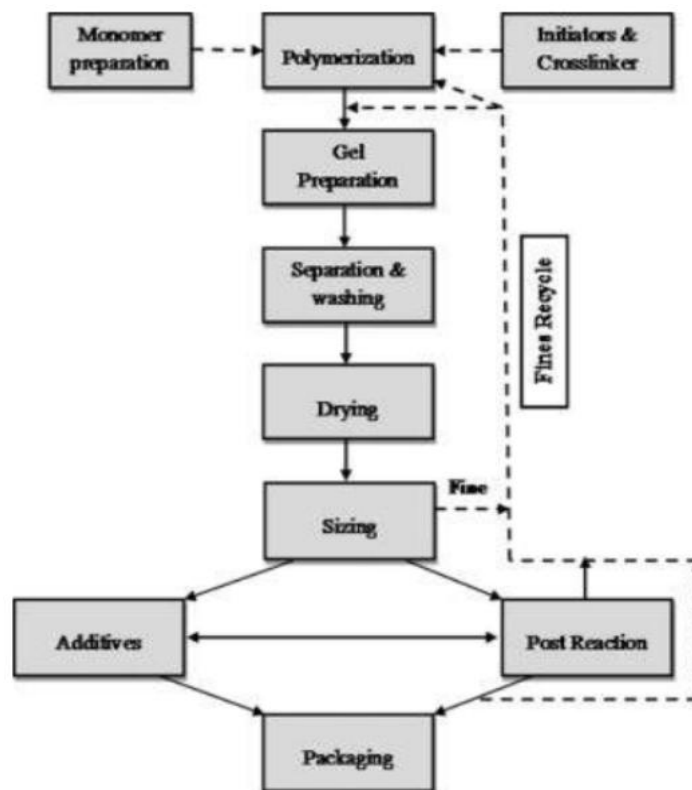 Monomer
preparation
Polymerization
Initiators &
Crosslinker
Gel
Preparation
Separation &
washing
Fines Recycle
Drying
Fine
Sizing
Additives
Post Reaction
Packaging